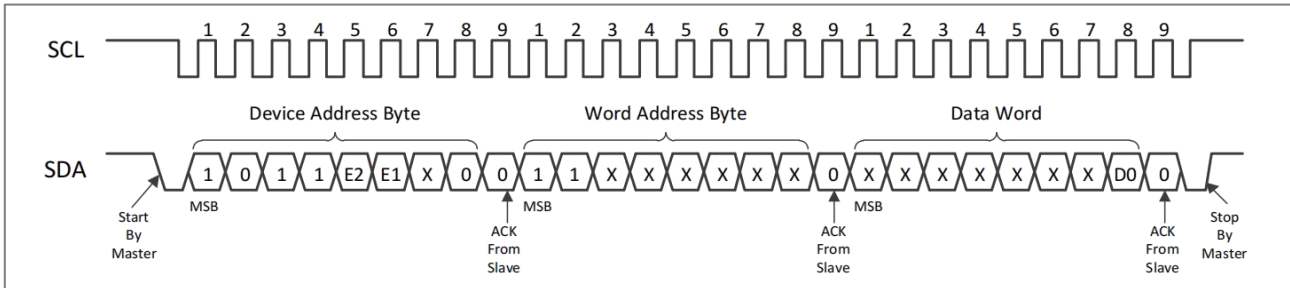 1 2 3 4 5 6 7 8 9 1 2 3 4 5 6 7 8 9 1 2 3 4 5 6 7 8 9
SCL
Device Address Byte Word Address Byte Data Word
SDA 1 0 1 1 E2 E1 X 0 0 1 1 X X X X X X 0 X X X X X X X D0 0
MSB MSB MSB
Start
By
Master
ACK
From
Slave
ACK
From
Slave
ACK
From
Slave
Stop
By
Master